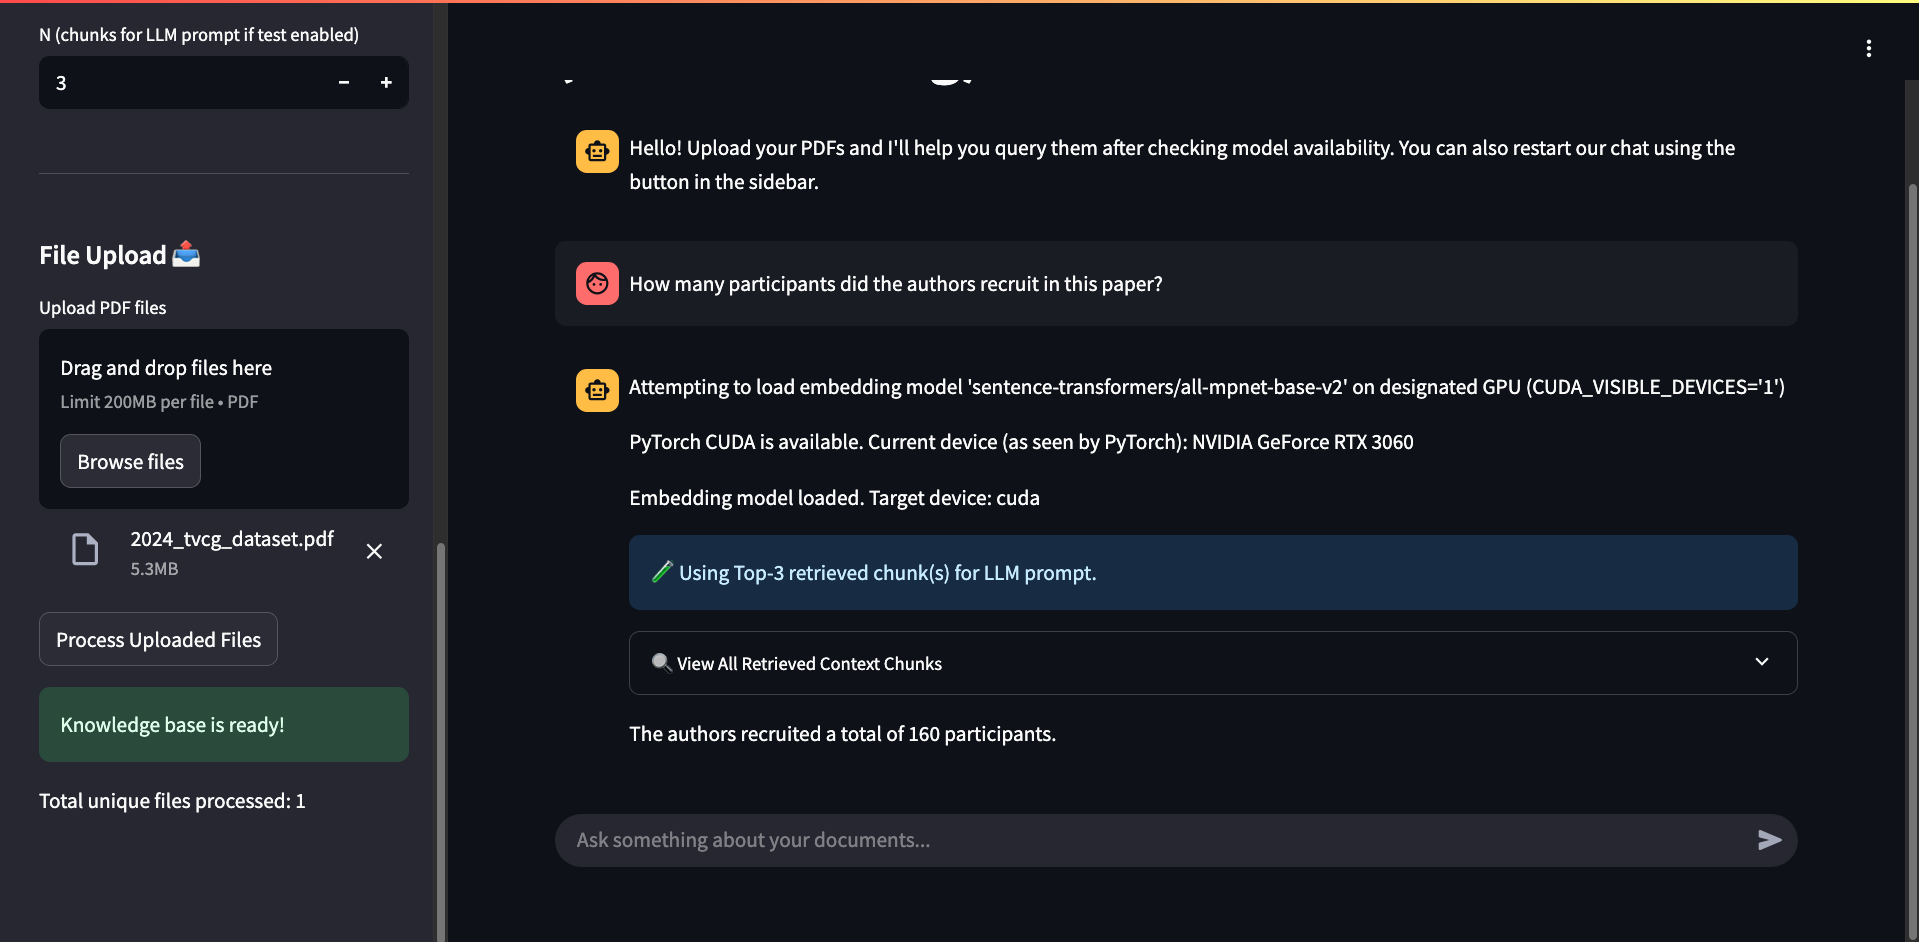 N (chunks for LLM prompt if test enabled)
3
File Upload
Upload PDF files
Drag and drop files here
Limit 200MB per file • PDF
Browse files
2024_tvcg_dataset.pdf
5.3MB
Process Uploaded Files
Knowledge base is ready!
Total unique files processed: 1
Hello! Upload your PDFs and I'll help you query them after checking model availability. You can also restart our chat using the
button in the sidebar.
How many participants did the authors recruit in this paper?
Attempting to load embedding model 'sentence-transformers/all-mpnet-base-v2' on designated GPU (CUDA_VISIBLE_DEVICES='1')
PyTorch CUDA is available. Current device (as seen by PyTorch): NVIDIA GeForce RTX 3060
Embedding model loaded. Target device: cuda
Using Top-3 retrieved chunk(s) for LLM prompt.
View All Retrieved Context Chunks
The authors recruited a total of 160 participants.
Ask something about your documents...